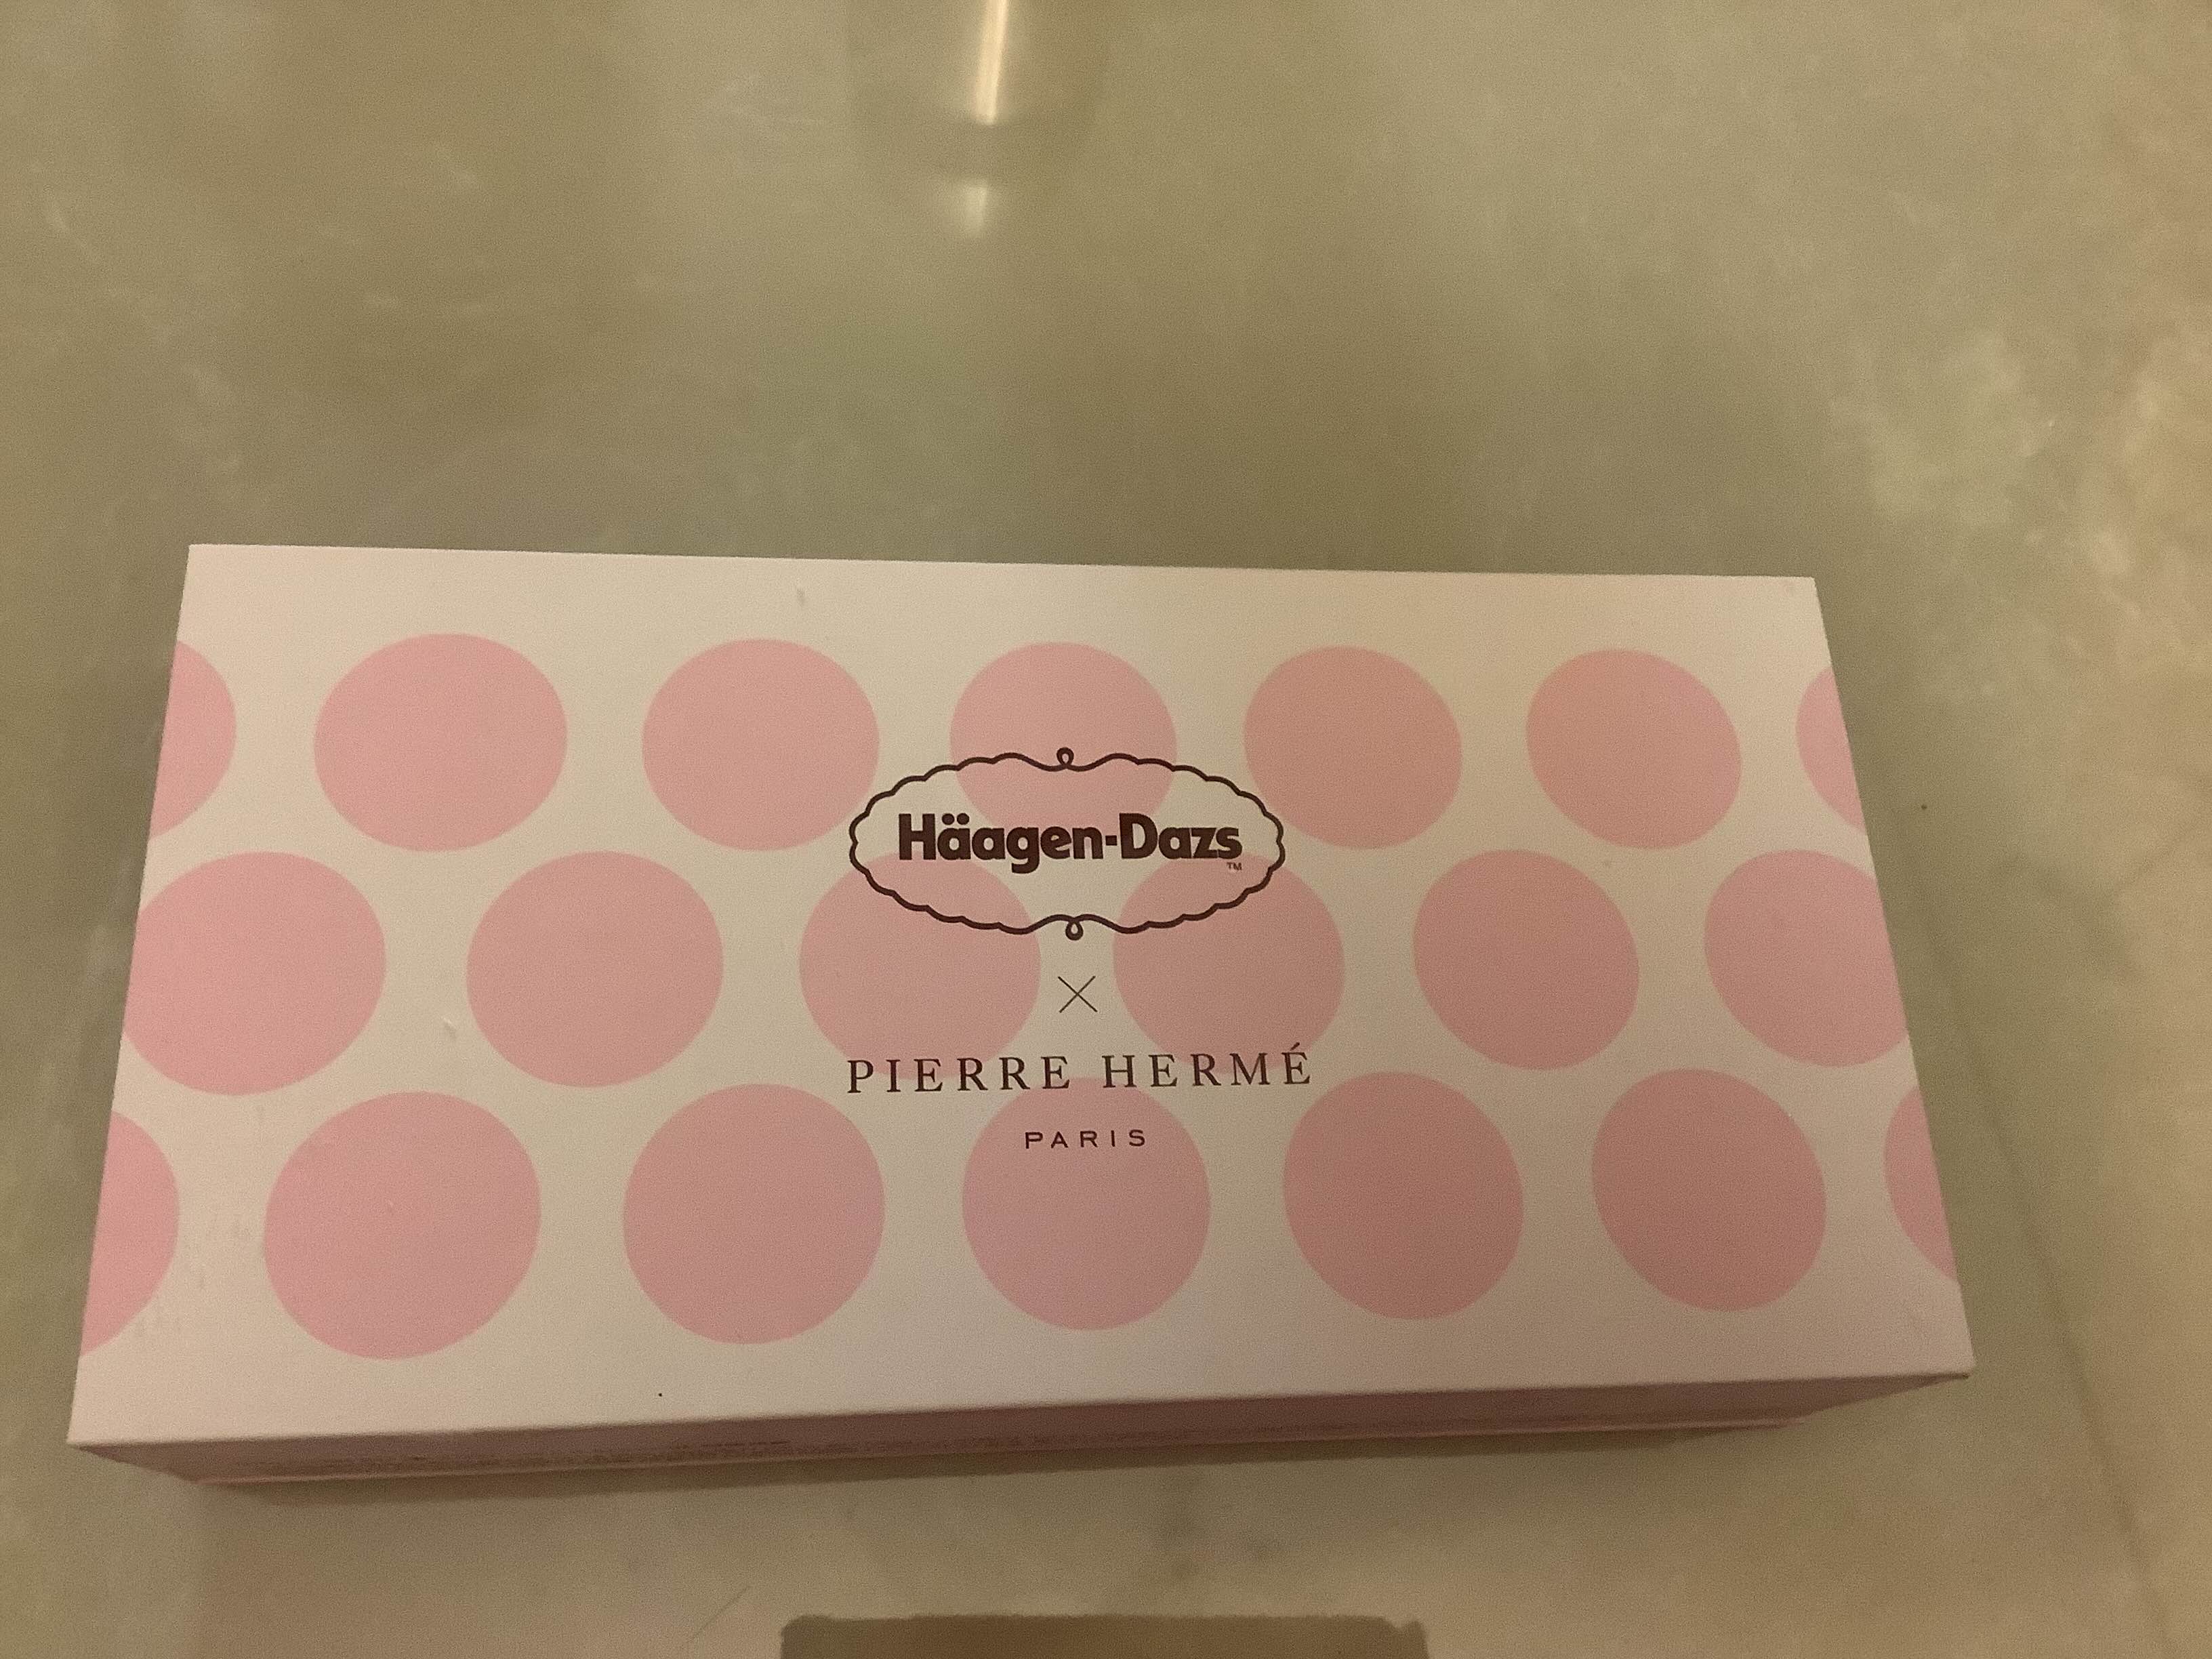 Häagen-Dazs
TM
×
PIERRE HERMÉ
PARIS